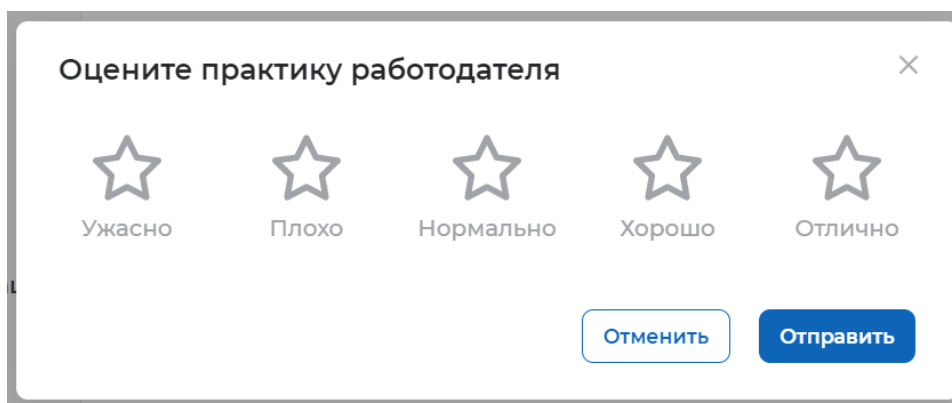 Оцените практику работодателя
Ужасно Плохо Нормально Хорошо Отлично
Отменить Отправить